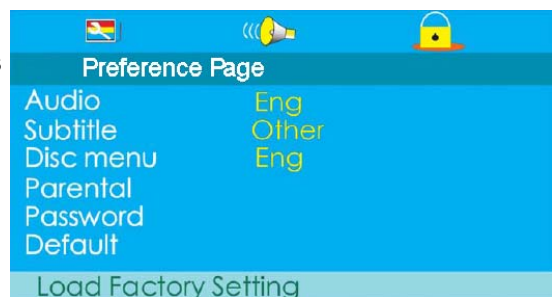 Preference Page
Audio Eng
Subtitle Other
Disc menu Eng
Parental
Password
Default
Load Factory Setting